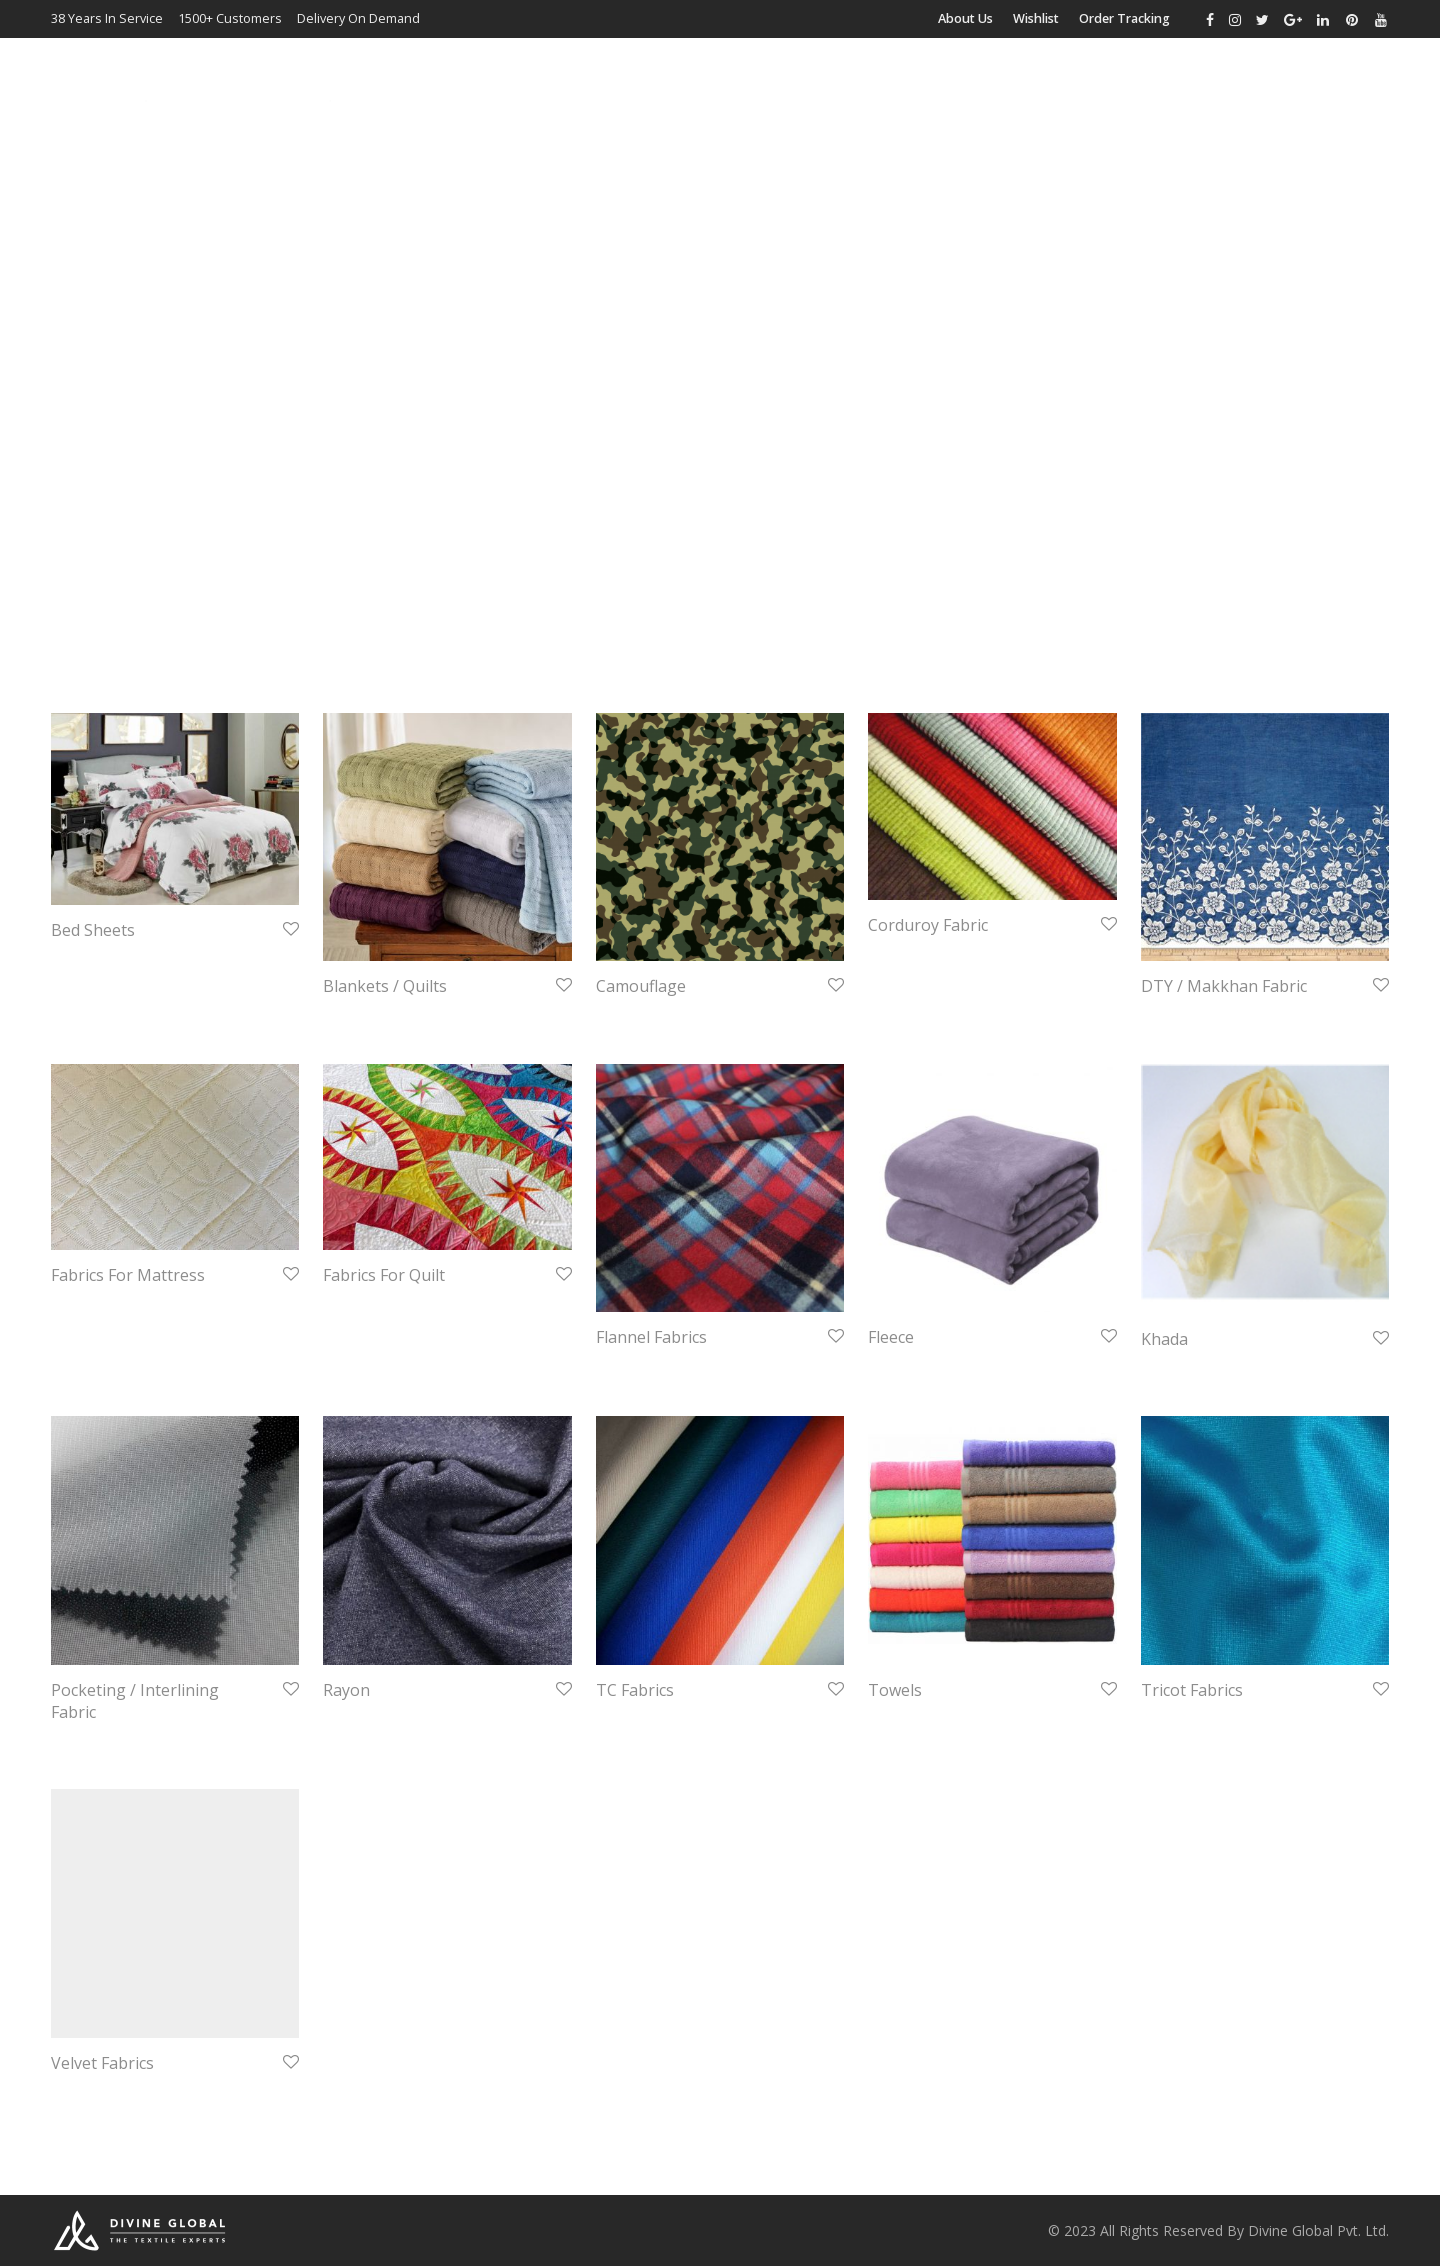 38 Years In Service 1500+ Customers Delivery On Demand About Us Wishlist Order Tracking
Bed Sheets
Blankets / Quilts
Camouflage
Corduroy Fabric
DTY / Makkhan Fabric
Fabrics For Mattress
Fabrics For Quilt
Flannel Fabrics
Fleece
Khada
Pocketing / Interlining
Fabric
Rayon
TC Fabrics
Towels
Tricot Fabrics
Velvet Fabrics
DIVINE GLOBAL
THE TEXTILE EXPERTS
© 2023 All Rights Reserved By Divine Global Pvt. Ltd.